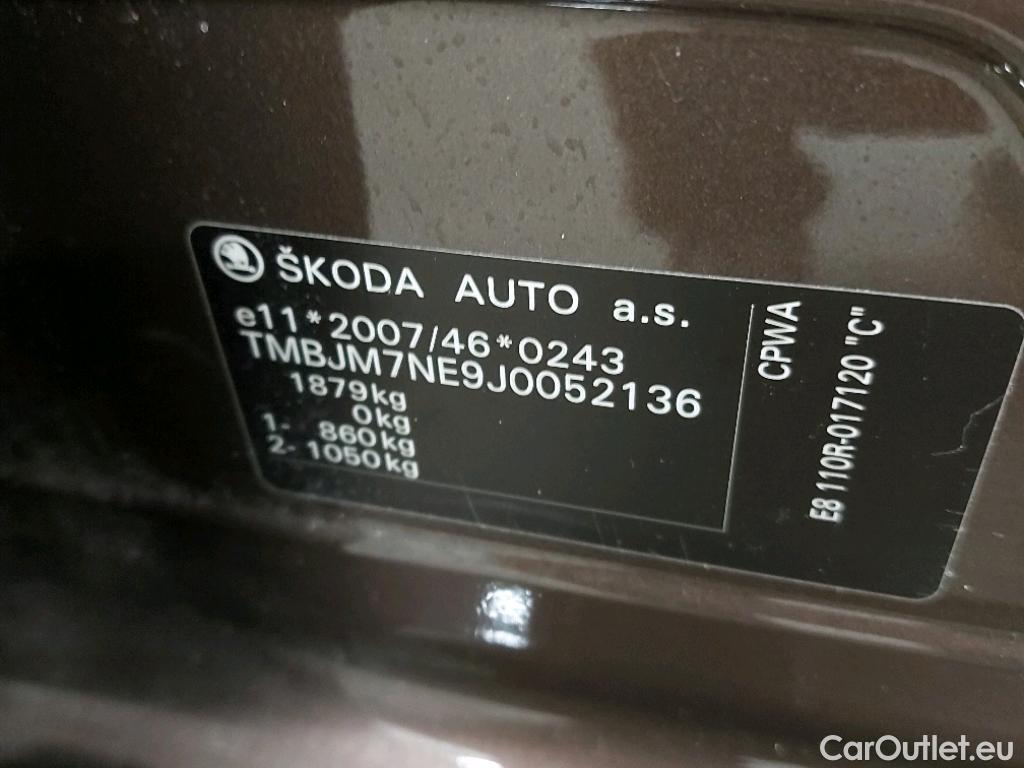 ŠKODA AUTO a.s.
e11*2007/46*0243
TMBJM7NE9J0052136
1879kg
0kg
1- 860kg
2- 1050kg
CPWA
E8 110R-017120 "C"
CarOutlet.eu